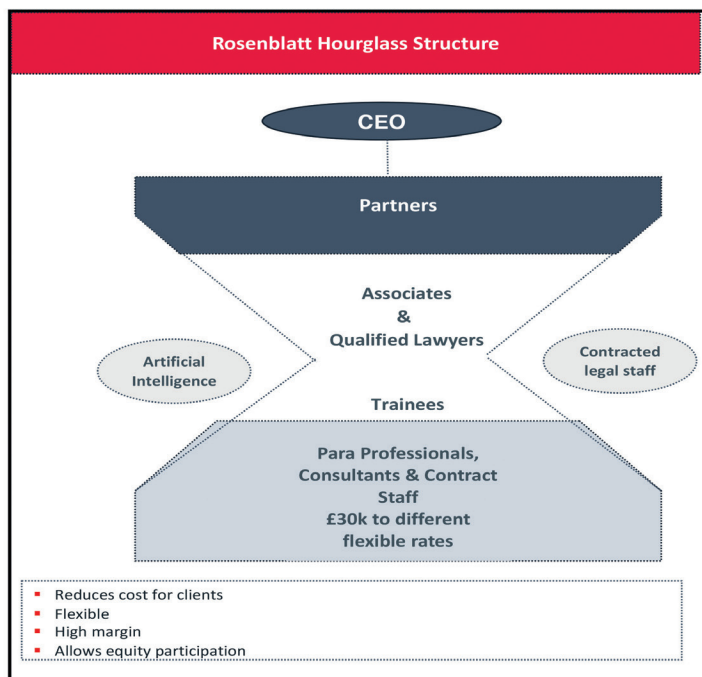 Rosenblatt Hourglass Structure
CEO
Partners
Associates
&
Qualified Lawyers
Artificial
Intelligence
Contracted
legal staff
Trainees
Para Professionals,
Consultants & Contract
Staff
£30k to different
flexible rates
Reduces cost for clients
Flexible
High margin
Allows equity participation